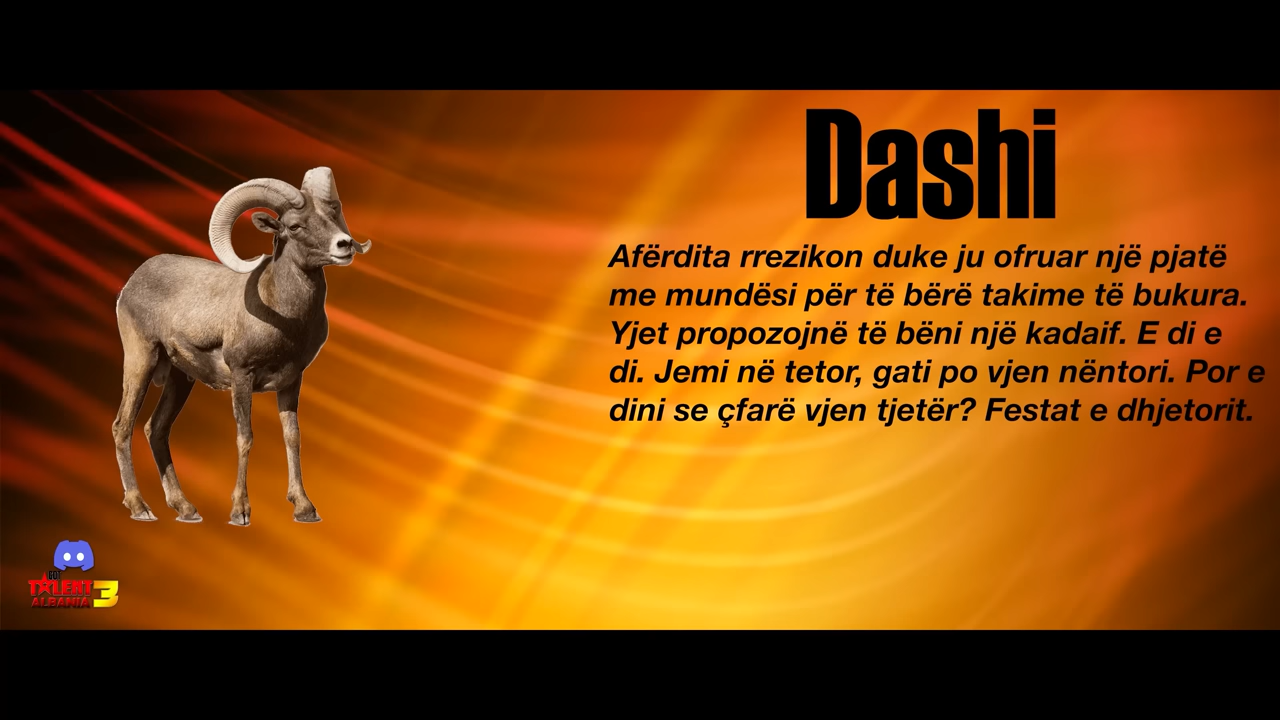 Dashi
Afërdita rrezikon duke ju ofruar një pjatë
me mundësi për të bërë takime të bukura.
Yjet propozojnë të bëni një kadaif. E di e
di. Jemi në tetor, gati po vjen nëntori. Por e
dini se çfarë vjen tjetër? Festat e dhjetorit.
GOT
TALENT
ALBANIA 3